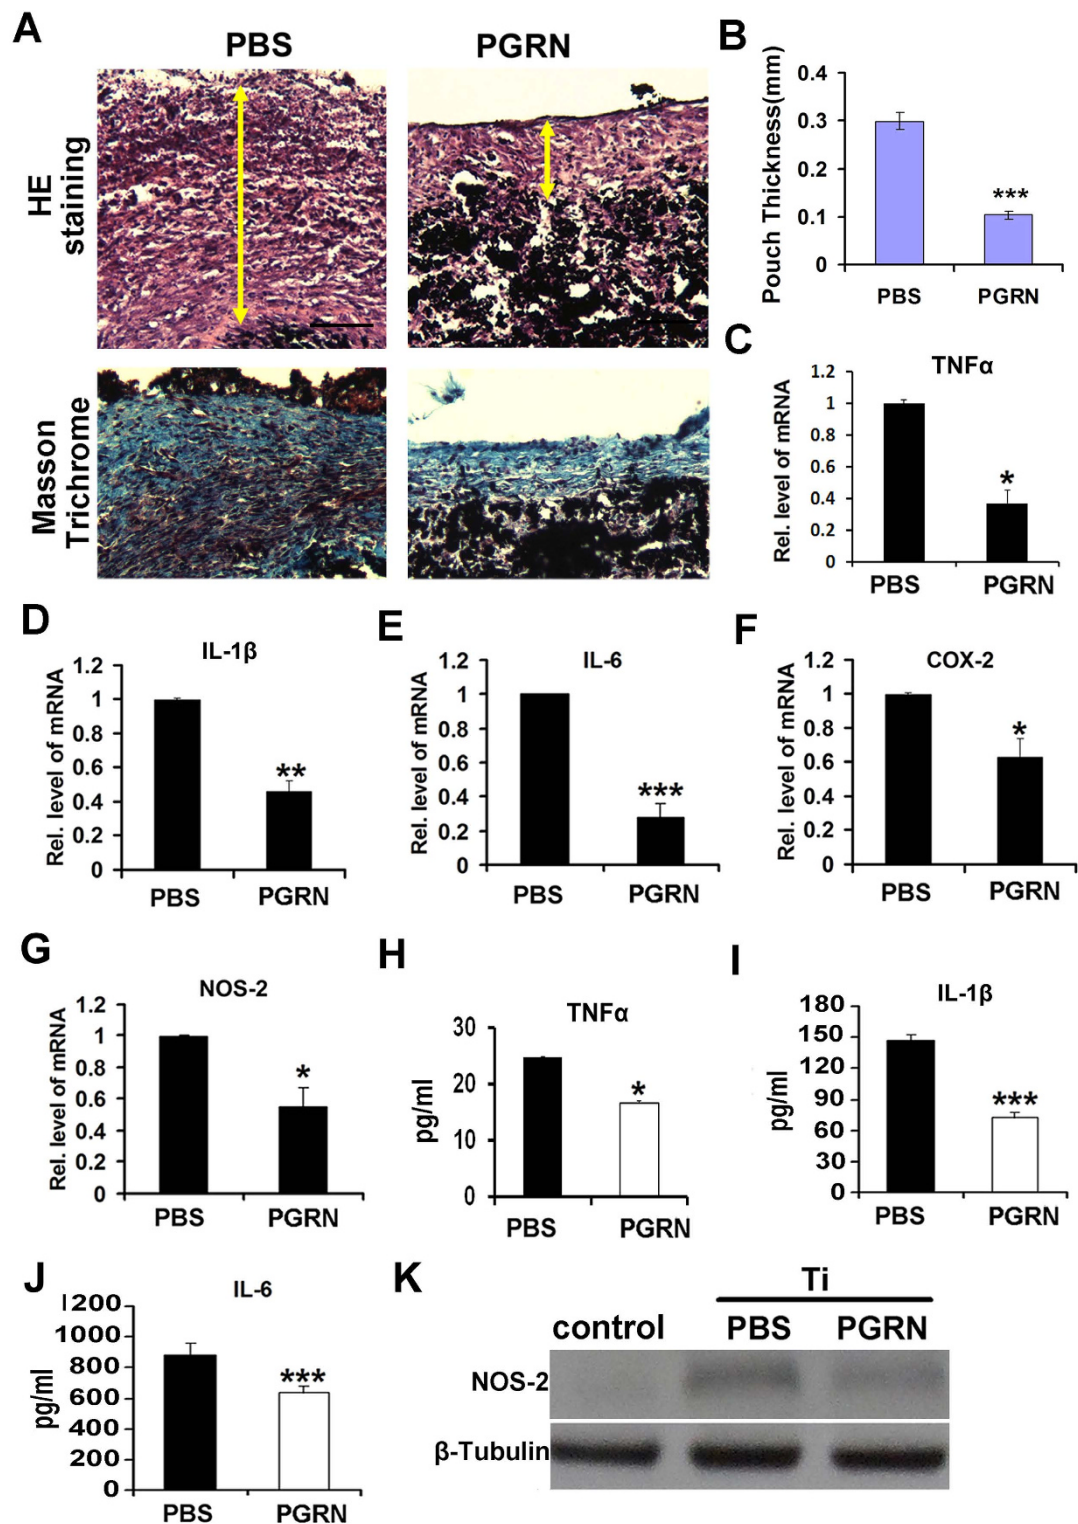 A
PBS
PGRN
HE
staining
Masson
Trichrome
B
Pouch Thickness(mm)
0.4
0.3
0.2
0.1
0
***
PBS
PGRN
C
TNFα
Rel. level of mRNA
1.2
1
0.8
0.6
0.4
0.2
0
*
PBS
PGRN
D
IL-1β
Rel. level of mRNA
1.2
1
0.8
0.6
0.4
0.2
0
**
PBS
PGRN
E
IL-6
Rel. level of mRNA
1.2
1
0.8
0.6
0.4
0.2
0
***
PBS
PGRN
F
COX-2
Rel. level of mRNA
1.2
1
0.8
0.6
0.4
0.2
0
*
PBS
PGRN
G
NOS-2
Rel. level of mRNA
1.2
1
0.8
0.6
0.4
0.2
0
*
PBS
PGRN
H
TNFα
pg/ml
30
20
10
0
*
PBS
PGRN
I
IL-1β
pg/ml
180
150
120
90
60
30
0
***
PBS
PGRN
J
IL-6
pg/ml
1200
1000
800
600
400
200
0
***
PBS
PGRN
K
Ti
control
PBS
PGRN
NOS-2
β-Tubulin